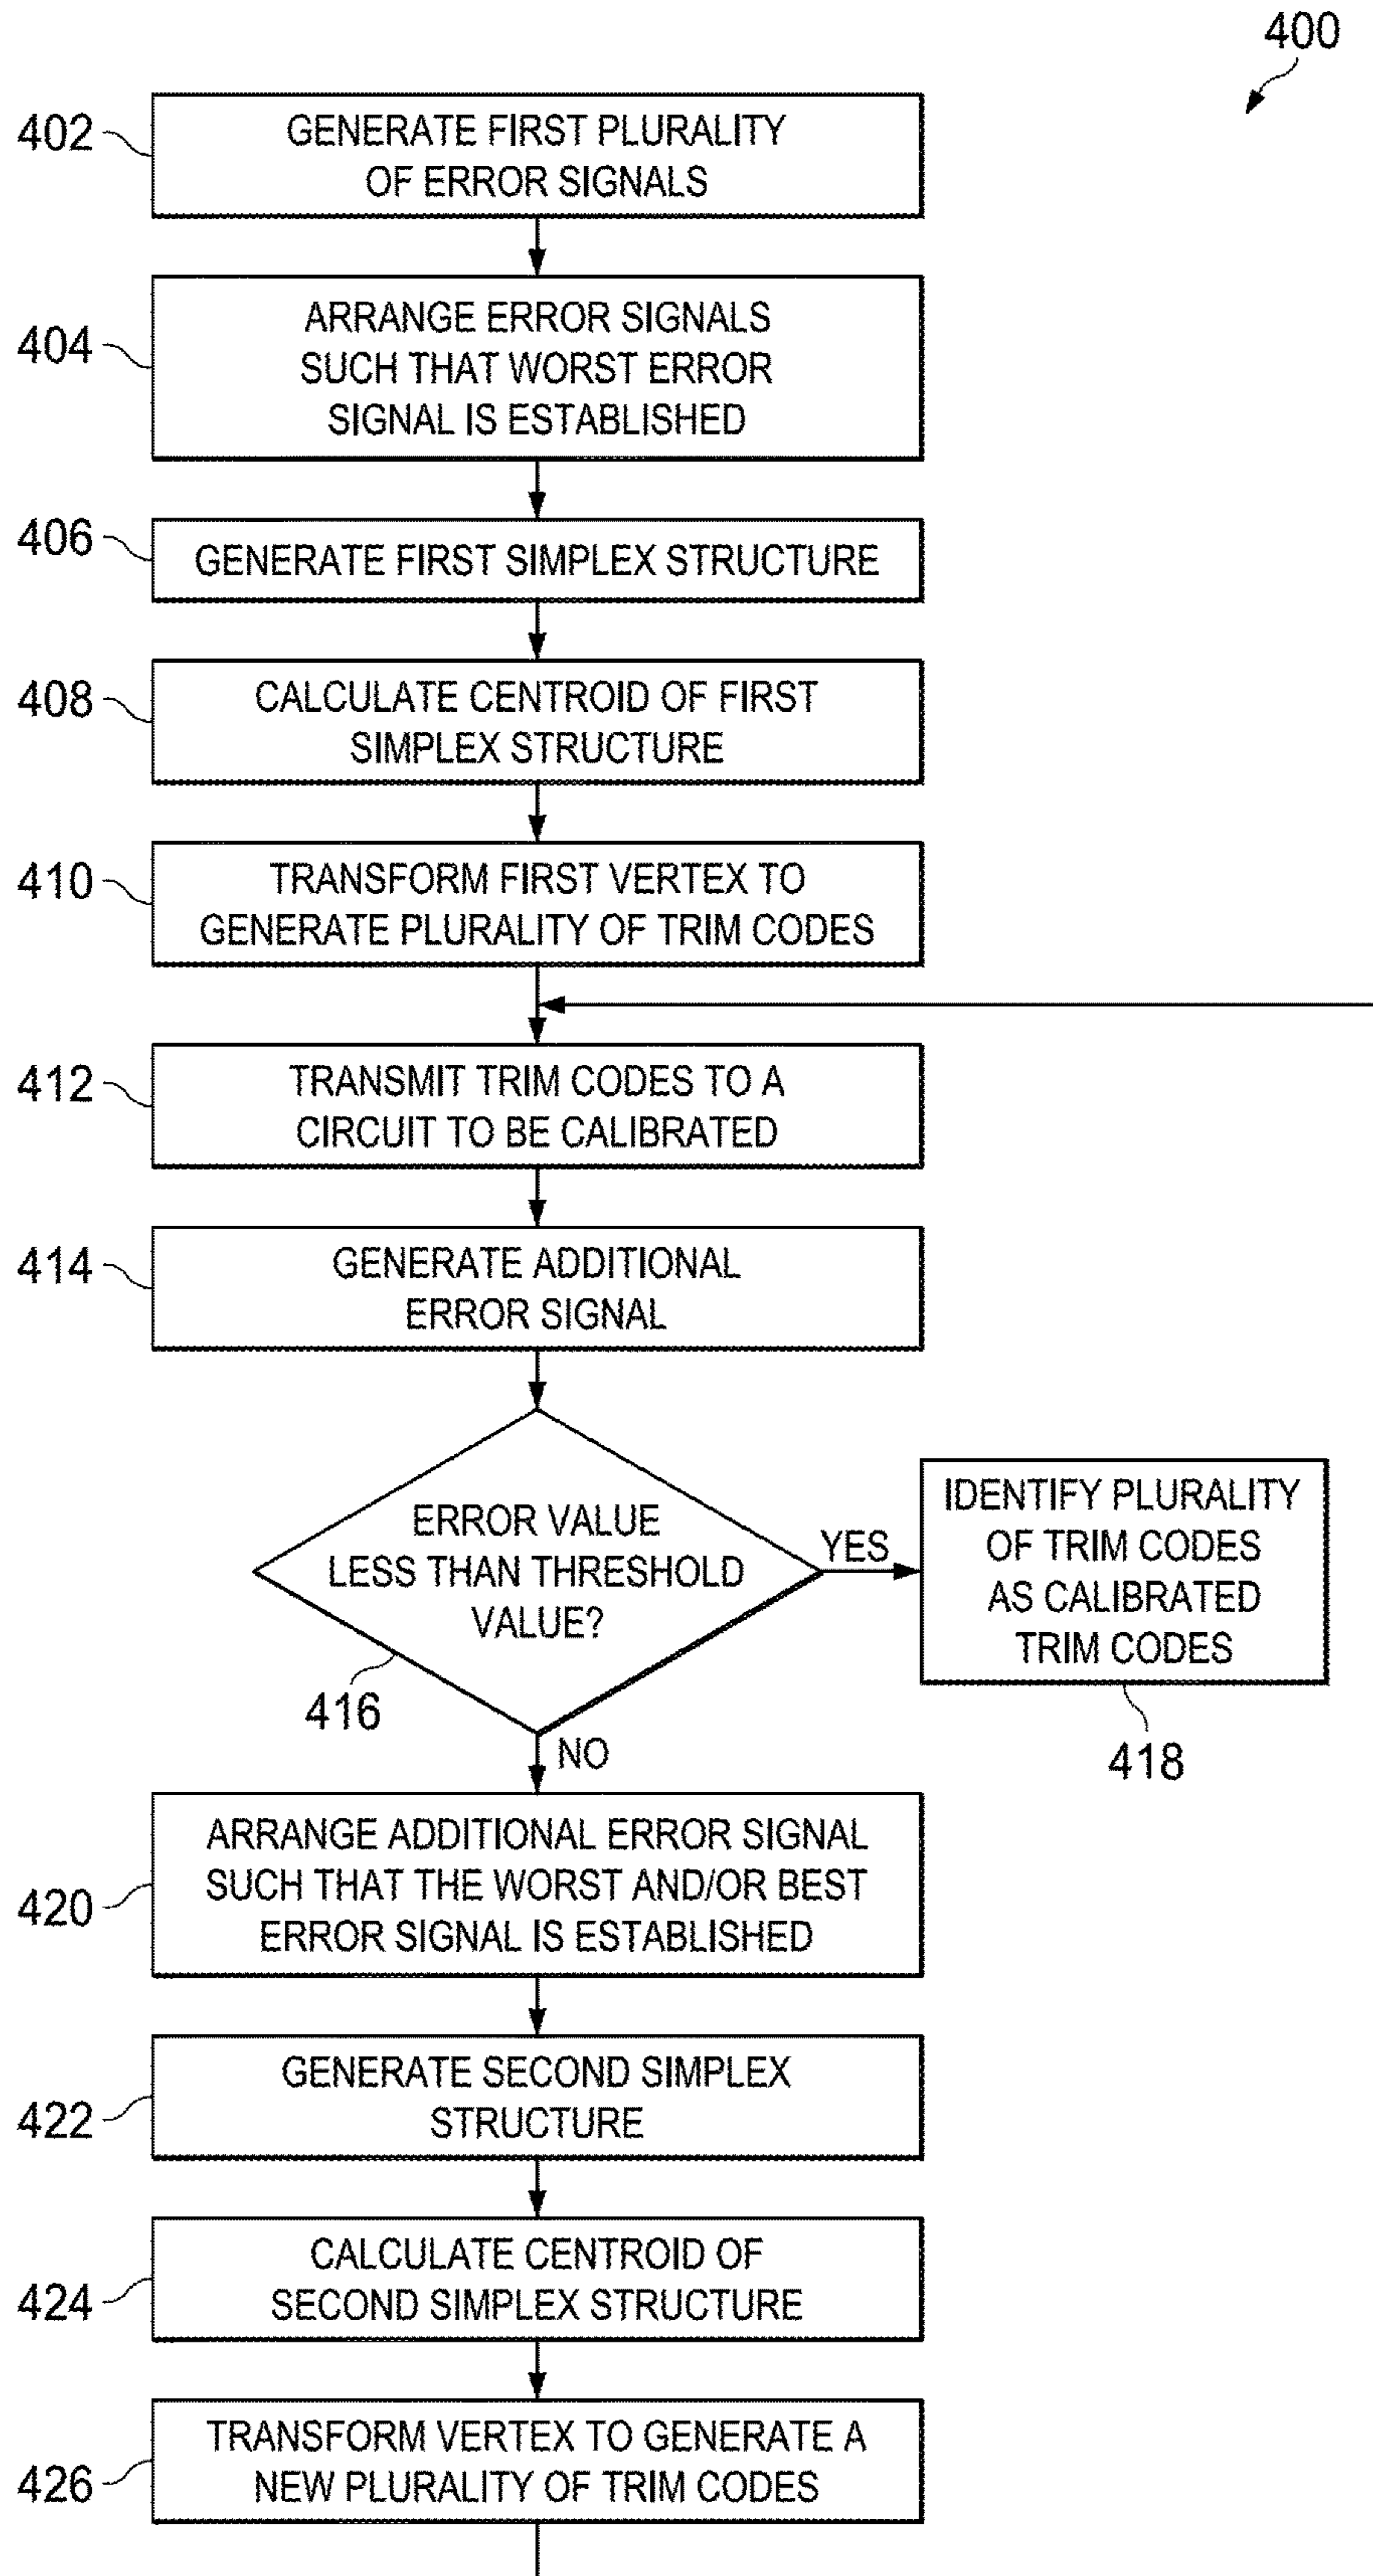 400
402
GENERATE FIRST PLURALITY
OF ERROR SIGNALS
404
ARRANGE ERROR SIGNALS
SUCH THAT WORST ERROR
SIGNAL IS ESTABLISHED
406
GENERATE FIRST SIMPLEX STRUCTURE
408
CALCULATE CENTROID OF FIRST
SIMPLEX STRUCTURE
410
TRANSFORM FIRST VERTEX TO
GENERATE PLURALITY OF TRIM CODES
412
TRANSMIT TRIM CODES TO A
CIRCUIT TO BE CALIBRATED
414
GENERATE ADDITIONAL
ERROR SIGNAL
ERROR VALUE
LESS THAN THRESHOLD
VALUE?
416
YES
IDENTIFY PLURALITY
OF TRIM CODES
AS CALIBRATED
TRIM CODES
418
NO
420
ARRANGE ADDITIONAL ERROR SIGNAL
SUCH THAT THE WORST AND/OR BEST
ERROR SIGNAL IS ESTABLISHED
422
GENERATE SECOND SIMPLEX
STRUCTURE
424
CALCULATE CENTROID OF
SECOND SIMPLEX STRUCTURE
426
TRANSFORM VERTEX TO GENERATE A
NEW PLURALITY OF TRIM CODES